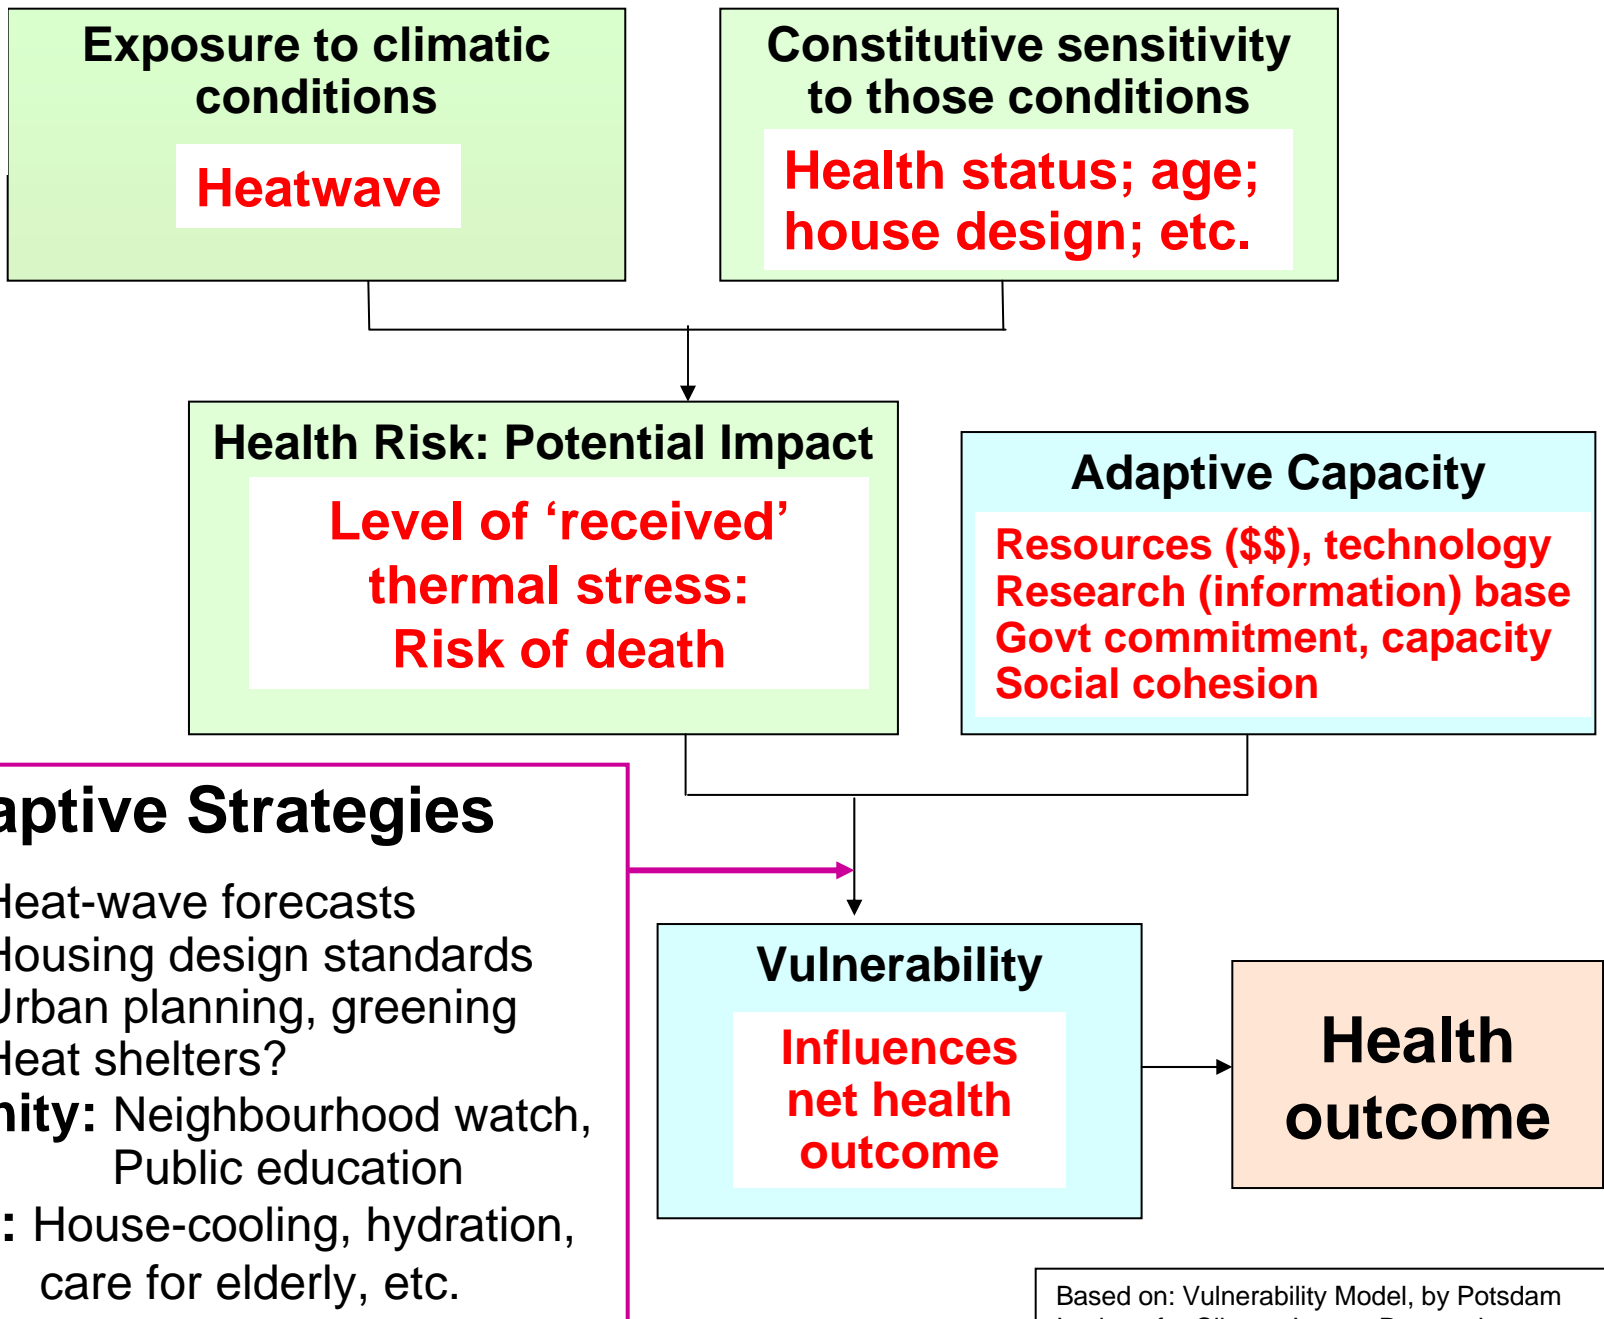 Exposure to climatic
conditions
Heatwave
Constitutive sensitivity
to those conditions
Health status; age;
house design; etc.
Health Risk: Potential Impact
Level of ‘received’
thermal stress:
Risk of death
Adaptive Capacity
Resources ($$), technology
Research (information) base
Govt commitment, capacity
Social cohesion
aptive Strategies
Heat-wave forecasts
Housing design standards
Urban planning, greening
Heat shelters?
nity: Neighbourhood watch,
Public education
: House-cooling, hydration,
care for elderly, etc.
Vulnerability
Influences
net health
outcome
Health
outcome
Based on: Vulnerability Model, by Potsdam